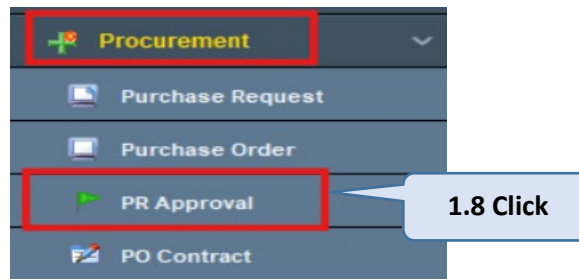 Procurement
Purchase Request
Purchase Order
PR Approval
1.8 Click
PO Contract